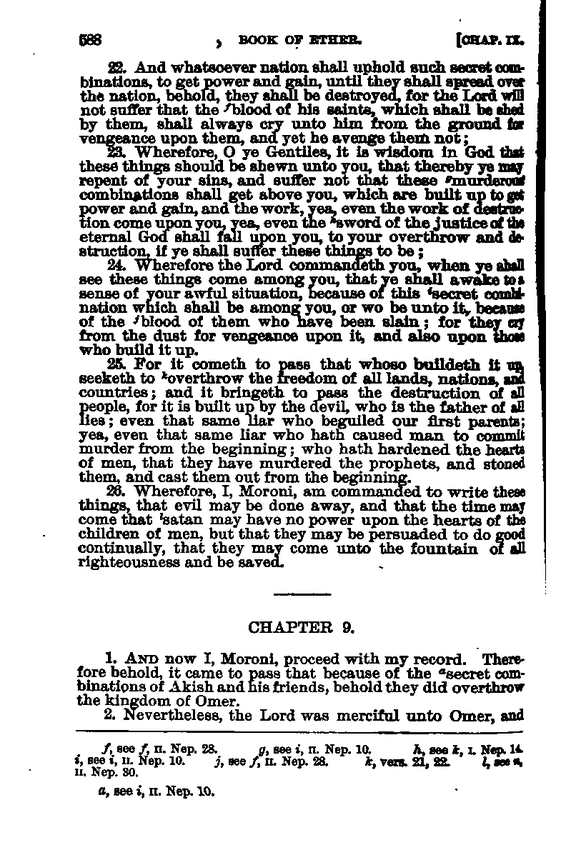 588 , BOOK OF ETHER. [CHAP. IX.
22. And whatsoever nation shall uphold such secret com-
binations, to get power and gain, until they shall spread over
the nation, behold, they shall be destroyed, for the Lord will
not suffer that the ᶠblood of his saints, which shall be shed
by them, shall always cry unto him from the ground for
vengeance upon them, and yet he avenge them not;
23. Wherefore, O ye Gentiles, it is wisdom in God that
these things should be shewn unto you, that thereby ye may
repent of your sins, and suffer not that these ᵍmurderous
combinations shall get above you, which are built up to get
power and gain, and the work, yea, even the work of destruc-
tion come upon you, yea, even the ʰsword of the justice of the
eternal God shall fall upon you, to your overthrow and de-
struction, if ye shall suffer these things to be;
24. Wherefore the Lord commandeth you, when ye shall
see these things come among you, that ye shall awake to a
sense of your awful situation, because of this ⁱsecret combi-
nation which shall be among you, or wo be unto it, because
of the ʲblood of them who have been slain; for they cry
from the dust for vengeance upon it, and also upon those
who build it up.
25. For it cometh to pass that whoso buildeth it up,
seeketh to ᵏoverthrow the freedom of all lands, nations, and
countries; and it bringeth to pass the destruction of all
people, for it is built up by the devil, who is the father of all
lies; even that same liar who beguiled our first parents;
yea, even that same liar who hath caused man to commit
murder from the beginning; who hath hardened the hearts
of men, that they have murdered the prophets, and stoned
them, and cast them out from the beginning.
26. Wherefore, I, Moroni, am commanded to write these
things, that evil may be done away, and that the time may
come that ˡsatan may have no power upon the hearts of the
children of men, but that they may be persuaded to do good
continually, that they may come unto the fountain of all
righteousness and be saved.
CHAPTER 9.
1. AND now I, Moroni, proceed with my record. There-
fore behold, it came to pass that because of the ᵃsecret com-
binations of Akish and his friends, behold they did overthrow
the kingdom of Omer.
2. Nevertheless, the Lord was merciful unto Omer, and
f, see f, II. Nep. 28. g, see i, II. Nep. 10. h, see k, I. Nep. 14.
i, see i, II. Nep. 10. j, see f, II. Nep. 28. k, vers. 21, 22. l, see n,
II. Nep. 30.
a, see i, II. Nep. 10.